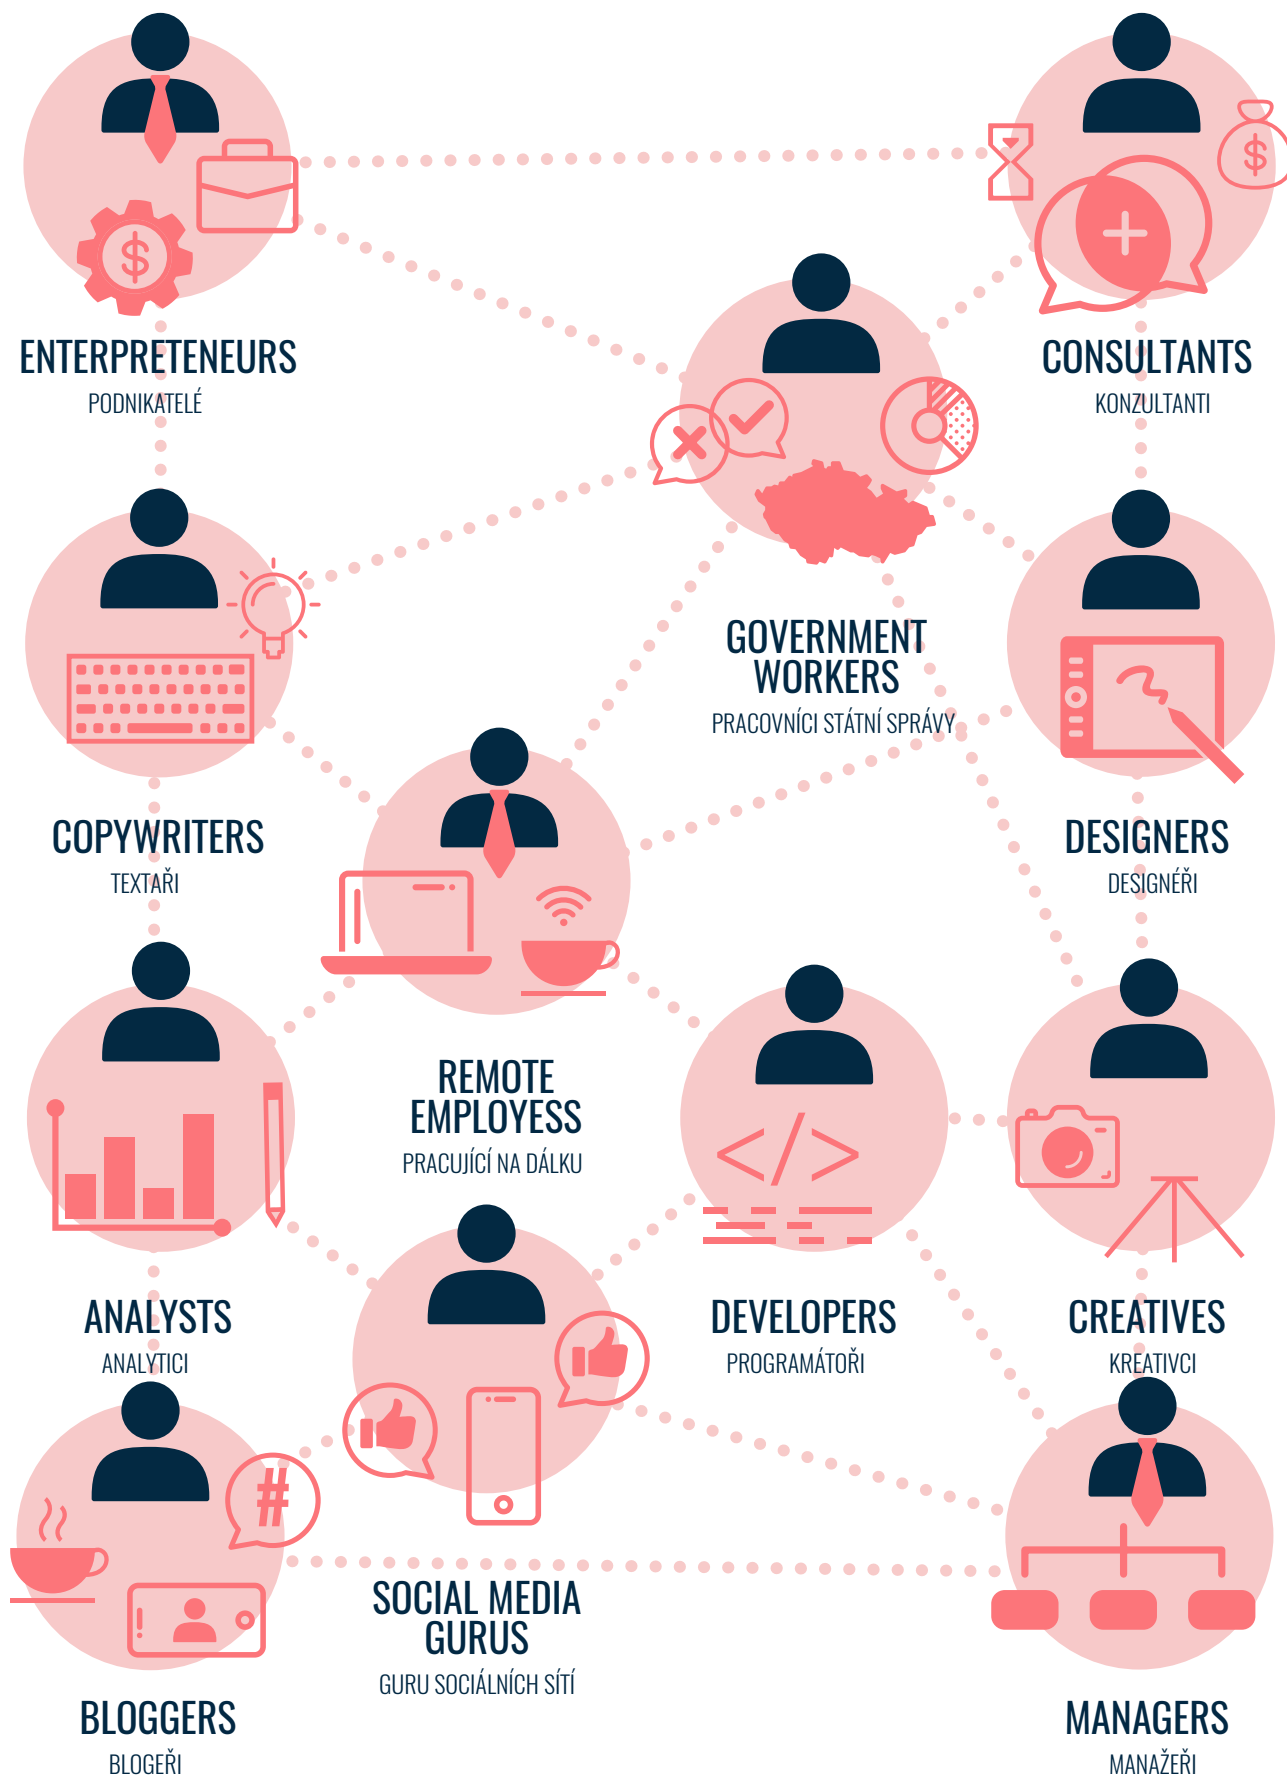 ENTERPRETENEURS
PODNIKATELÉ
CONSULTANTS
KONZULTANTI
GOVERNMENT
WORKERS
PRACOVNÍCI STÁTNÍ SPRÁVY
COPYWRITERS
TEXTAŘI
DESIGNERS
DESIGNÉŘI
REMOTE
EMPLOYESS
PRACUJÍCÍ NA DÁLKU
ANALYSTS
ANALYTICI
DEVELOPERS
PROGRAMÁTOŘI
CREATIVES
KREATIVCI
SOCIAL MEDIA
GURUS
GURU SOCIÁLNÍCH SÍTÍ
BLOGGERS
BLOGEŘI
MANAGERS
MANAŽEŘI